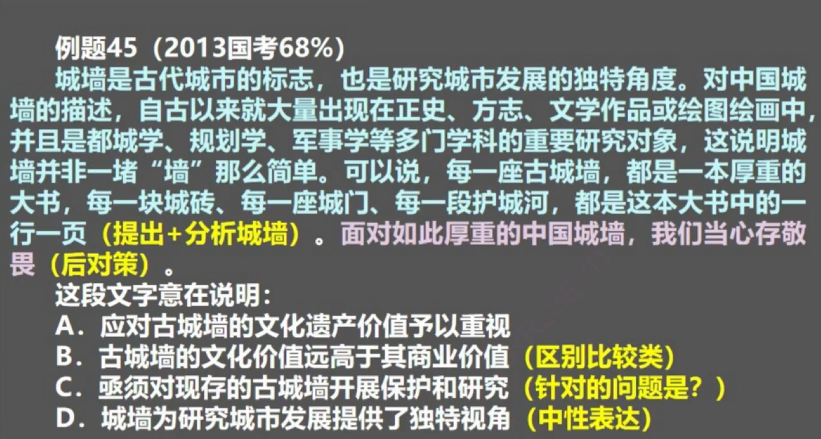 例题45（2013国考68%）
城墙是古代城市的标志，也是研究城市发展的独特角度。对中国城
墙的描述，自古以来就大量出现在正史、方志、文学作品或绘图绘画中，
并且是都城学、规划学、军事学等多门学科的重要研究对象，这说明城
墙并非一堵“墙”那么简单。可以说，每一座古城墙，都是一本厚重的
大书，每一块城砖、每一座城门、每一段护城河，都是这本大书中的一
行一页（提出+分析城墙）。面对如此厚重的中国城墙，我们当心存敬
畏（后对策）。
这段文字意在说明：
A．应对古城墙的文化遗产价值予以重视
B．古城墙的文化价值远高于其商业价值（区别比较类）
C．亟须对现存的古城墙开展保护和研究（针对的问题是？）
D．城墙为研究城市发展提供了独特视角（中性表达）